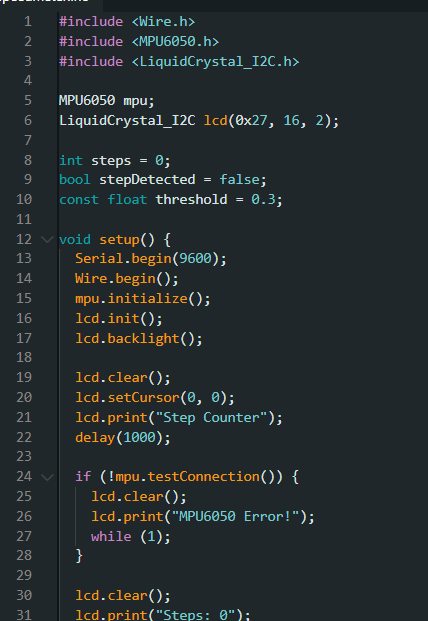 1 #include <Wire.h>
2 #include <MPU6050.h>
3 #include <LiquidCrystal_I2C.h>
4
5 MPU6050 mpu;
6 LiquidCrystal_I2C lcd(0x27, 16, 2);
7
8 int steps = 0;
9 bool stepDetected = false;
10 const float threshold = 0.3;
11
12 void setup() {
13   Serial.begin(9600);
14   Wire.begin();
15   mpu.initialize();
16   lcd.init();
17   lcd.backlight();
18
19   lcd.clear();
20   lcd.setCursor(0, 0);
21   lcd.print("Step Counter");
22   delay(1000);
23
24   if (!mpu.testConnection()) {
25     lcd.clear();
26     lcd.print("MPU6050 Error!");
27     while (1);
28   }
29
30   lcd.clear();
31   lcd.print("Steps: 0");